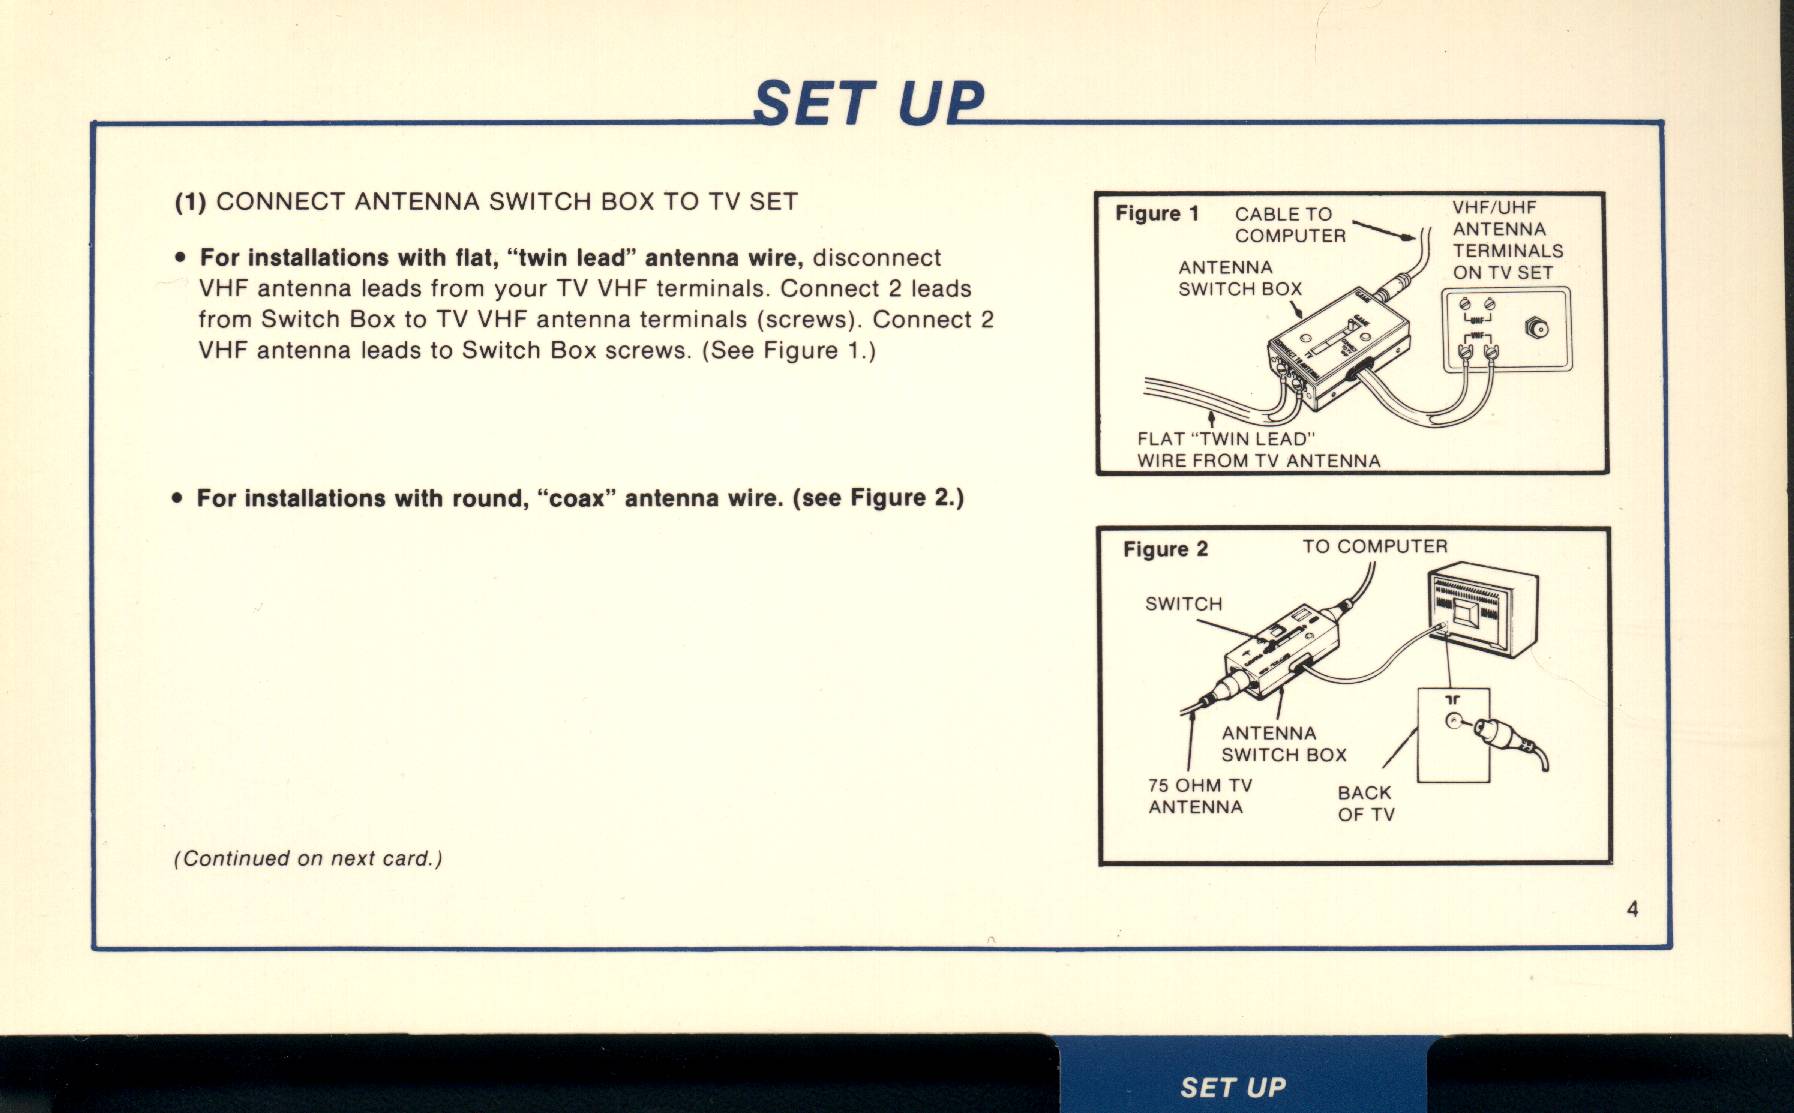 SET UP
(1) CONNECT ANTENNA SWITCH BOX TO TV SET
• For installations with flat, “twin lead” antenna wire, disconnect
VHF antenna leads from your TV VHF terminals. Connect 2 leads
from Switch Box to TV VHF antenna terminals (screws). Connect 2
VHF antenna leads to Switch Box screws. (See Figure 1.)
• For installations with round, “coax” antenna wire. (see Figure 2.)
(Continued on next card.)
Figure 1
CABLE TO
COMPUTER
VHF/UHF
ANTENNA
TERMINALS
ON TV SET
ANTENNA
SWITCH BOX
GAME
TV
UHF
VHF
FLAT “TWIN LEAD”
WIRE FROM TV ANTENNA
Figure 2
TO COMPUTER
SWITCH
ANTENNA
SWITCH BOX
75 OHM TV
ANTENNA
BACK
OF TV
4
SET UP